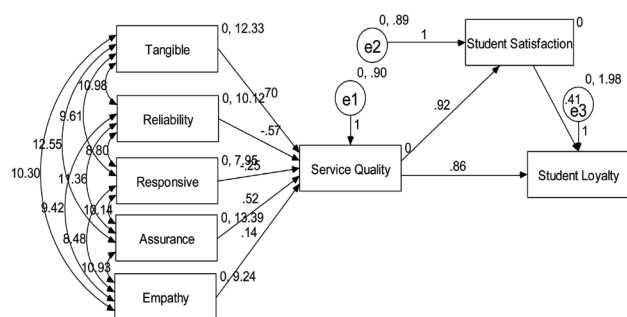 0, 12.33
Tangible
0, 10.12
Reliability
0, 7.95
Responsive
0, 13.39
Assurance
0, 9.24
Empathy
10.98
9.61
12.55
8.80
10.30
11.36
9.42
10.14
8.48
10.93
.70
-.57
-.25
.52
.14
0, .90
e1
1
Service Quality
0
0, .89
e2
1
Student Satisfaction
0
.92
.86
.41
0, 1.98
e3
1
Student Loyalty